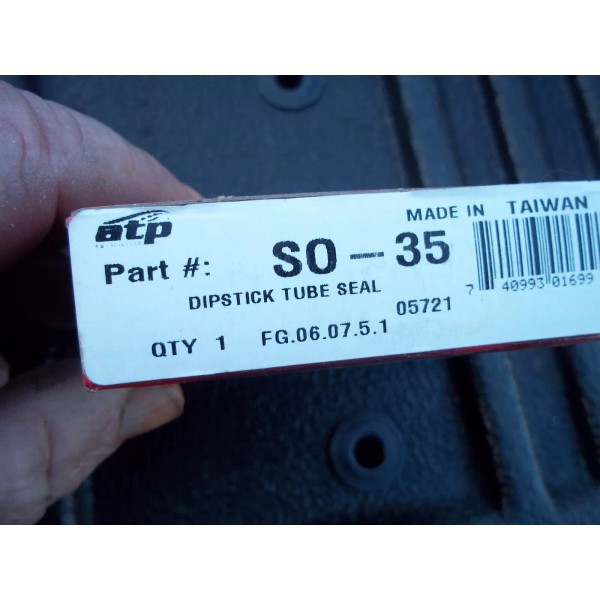 atp
MADE IN TAIWAN
Part #: SO-35
DIPSTICK TUBE SEAL
05721
QTY 1 FG.06.07.5.1
7 40993 01699